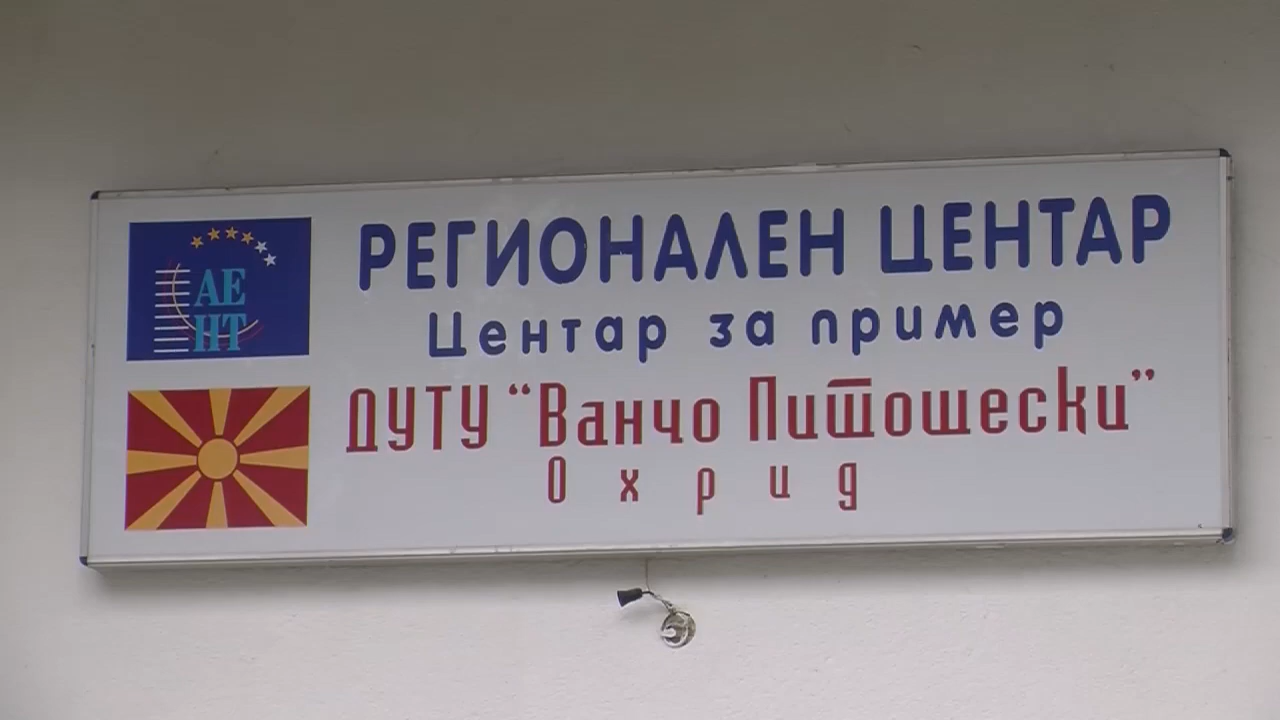 АЕ
НТ
РЕГИОНАЛЕН ЦЕНТАР
Центар за пример
ДУТУ “Ванчо Питошески”
Охрид